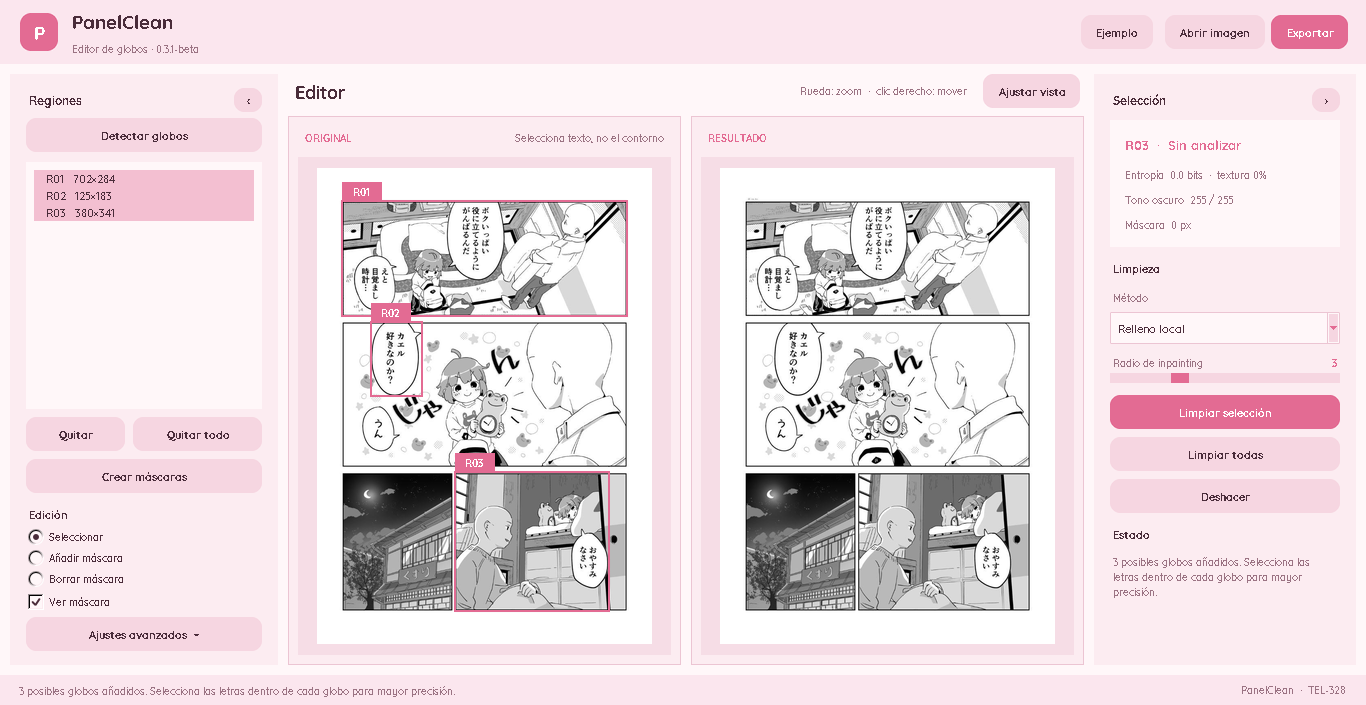 P
PanelClean
Editor de globos · 0.3.1-beta
Ejemplo
Abrir imagen
Exportar
Regiones
‹
Detectar globos
R01 702×284
R02 125×183
R03 380×341
Quitar
Quitar todo
Crear máscaras
Edición
Seleccionar
Añadir máscara
Borrar máscara
Ver máscara
Ajustes avanzados
Editor
Rueda: zoom · clic derecho: mover
Ajustar vista
ORIGINAL
Selecciona texto, no el contorno
R01
ボクいっぱい
役に立てるように
がんばるんだ
えと
目覚まし
時計…
R02
カエル
好きなのか？
うん
じゃ
ん
R03
おやすみ
なさい
RESULTADO
ボクいっぱい
役に立てるように
がんばるんだ
えと
目覚まし
時計…
カエル
好きなのか？
うん
じゃ
ん
おやすみ
なさい
Selección
›
R03 · Sin analizar
Entropía 0.0 bits · textura 0%
Tono oscuro 255 / 255
Máscara 0 px
Limpieza
Método
Relleno local
Radio de inpainting
3
Limpiar selección
Limpiar todas
Deshacer
Estado
3 posibles globos añadidos. Selecciona las
letras dentro de cada globo para mayor
precisión.
3 posibles globos añadidos. Selecciona las letras dentro de cada globo para mayor precisión.
PanelClean · TEL-328